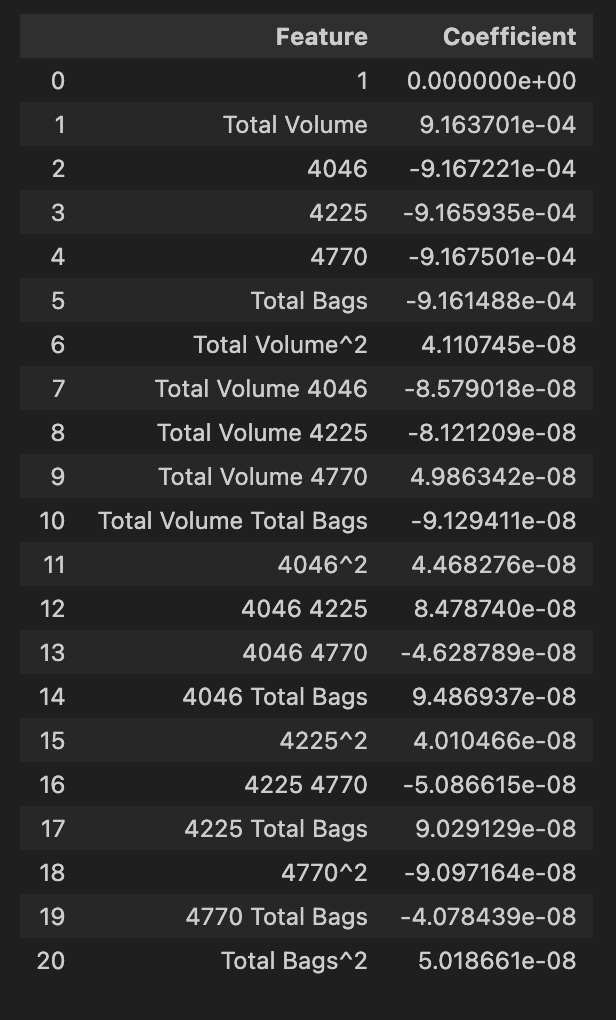 Feature Coefficient
0 1 0.000000e+00
1 Total Volume 9.163701e-04
2 4046 -9.167221e-04
3 4225 -9.165935e-04
4 4770 -9.167501e-04
5 Total Bags -9.161488e-04
6 Total Volume^2 4.110745e-08
7 Total Volume 4046 -8.579018e-08
8 Total Volume 4225 -8.121209e-08
9 Total Volume 4770 4.986342e-08
10 Total Volume Total Bags -9.129411e-08
11 4046^2 4.468276e-08
12 4046 4225 8.478740e-08
13 4046 4770 -4.628789e-08
14 4046 Total Bags 9.486937e-08
15 4225^2 4.010466e-08
16 4225 4770 -5.086615e-08
17 4225 Total Bags 9.029129e-08
18 4770^2 -9.097164e-08
19 4770 Total Bags -4.078439e-08
20 Total Bags^2 5.018661e-08